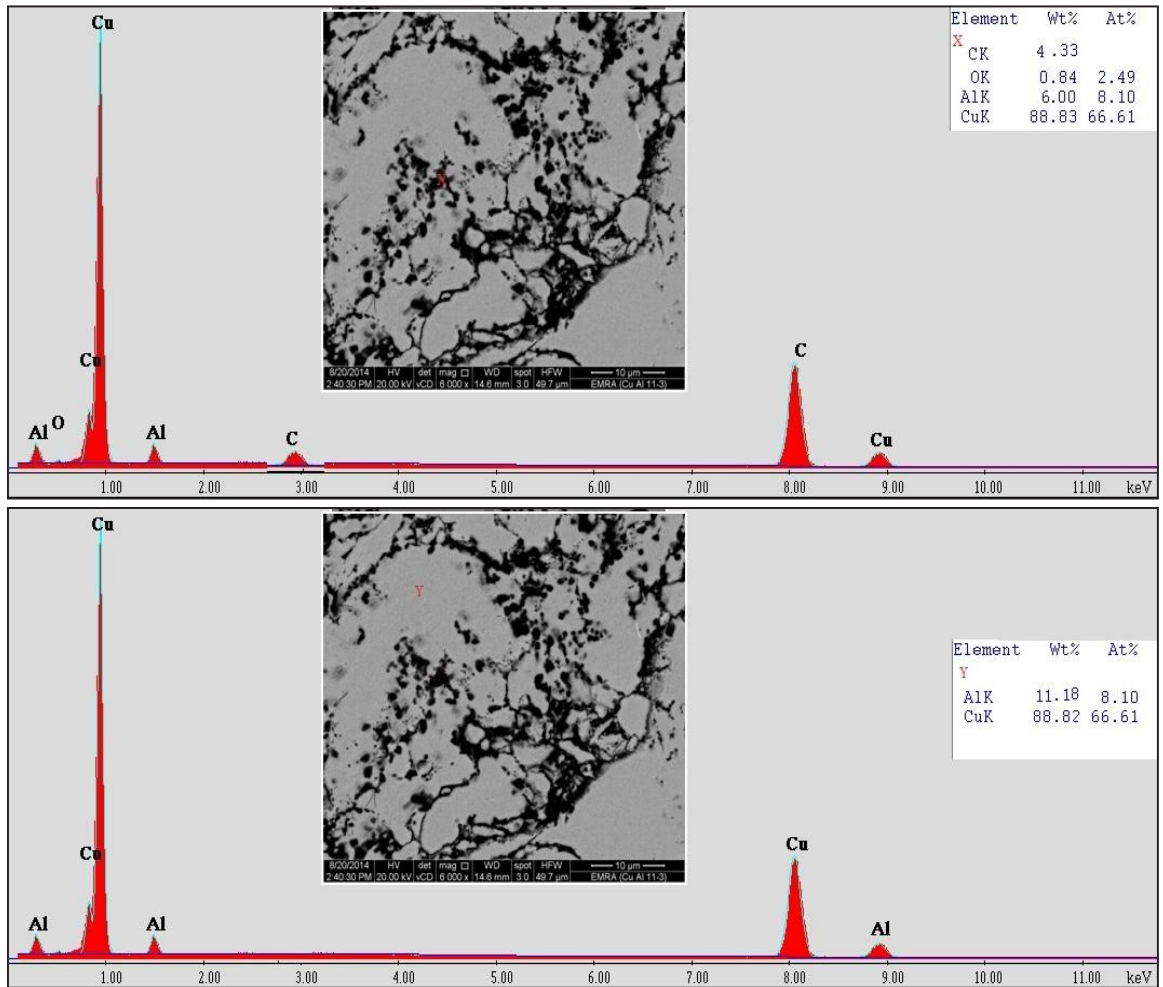 Cu
Element Wt% At%
X
CK 4.33
OK 0.84 2.49
AlK 6.00 8.10
CuK 88.83 66.61
Cu
Al O Al C C Cu
8/20/2014 HV det mag □ WD spot HFW 10 µm
2:40:30 PM 20.00 kV vCD 6 000 x 14.6 mm 3.0 49.7 µm EMRA (Cu Al 11-3)
X
1.00 2.00 3.00 4.00 5.00 6.00 7.00 8.00 9.00 10.00 11.00 keV
Cu
Y
Element Wt% At%
Y
AlK 11.18 8.10
CuK 88.82 66.61
Cu
Al Al Cu Al
8/20/2014 HV det mag □ WD spot HFW 10 µm
2:40:30 PM 20.00 kV vCD 6 000 x 14.6 mm 3.0 49.7 µm EMRA (Cu Al 11-3)
1.00 2.00 3.00 4.00 5.00 6.00 7.00 8.00 9.00 10.00 11.00 keV